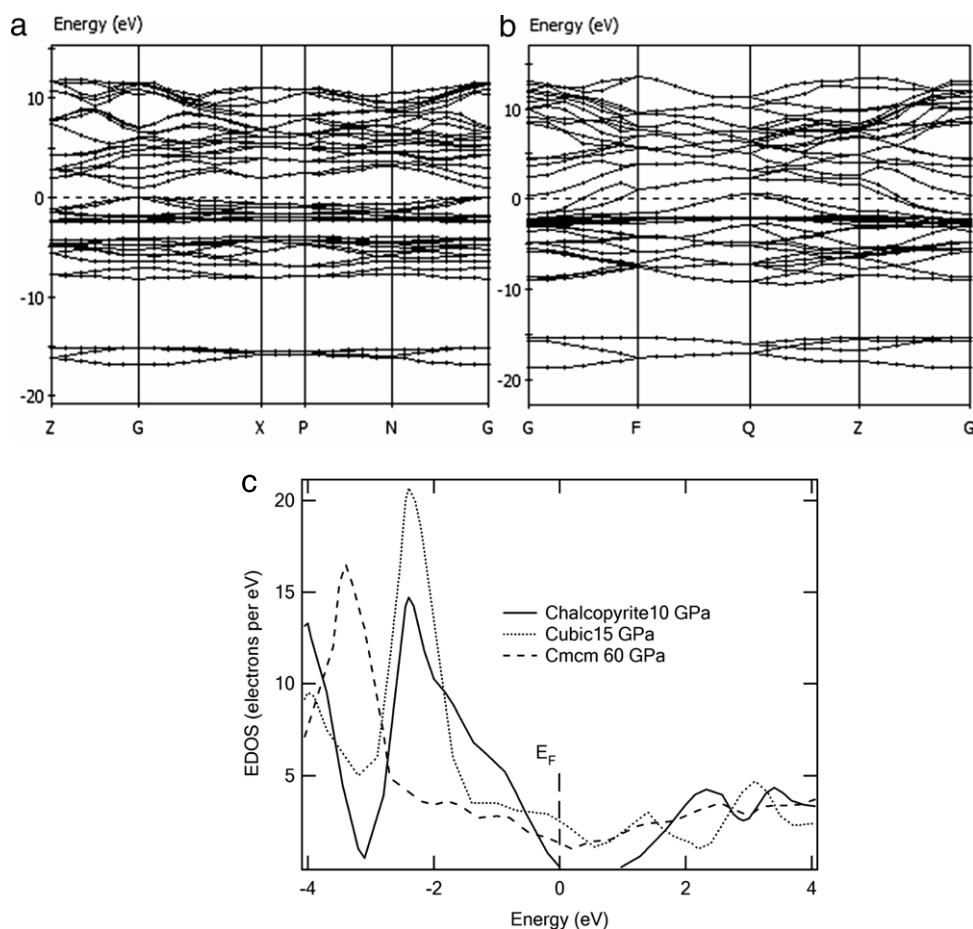 a
Energy (eV)
10
0
-10
-20
Z G X P N G
b
Energy (eV)
10
0
-10
-20
G F Q Z G
c
EDOS (electrons per eV)
20
15
10
5
Chalcopyrite10 GPa
Cubic15 GPa
Cmcm 60 GPa
E_F
-4 -2 0 2 4
Energy (eV)